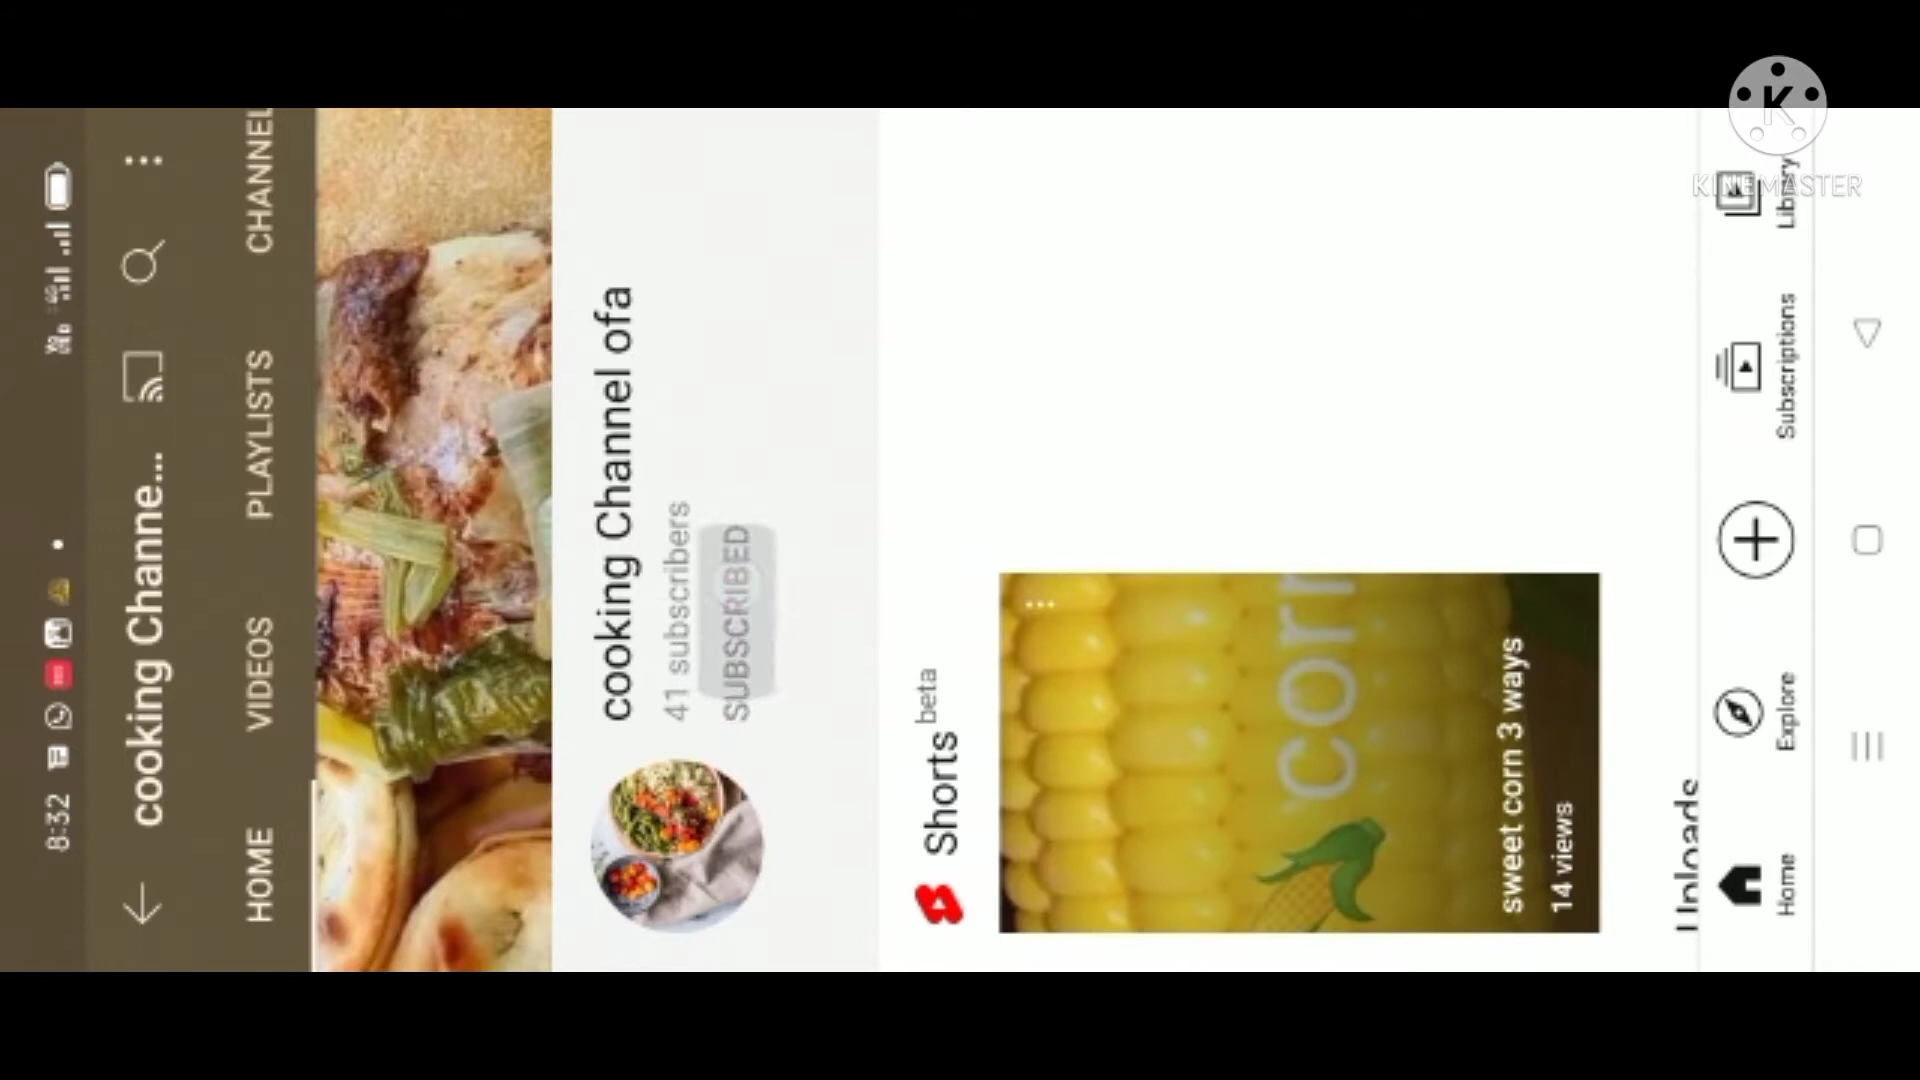 8:32
cooking Channe...
HOME VIDEOS PLAYLISTS CHANNEL
cooking Channel ofa
41 subscribers
SUBSCRIBED
Shorts beta
corn
sweet corn 3 ways
14 views
Uploads
Home Explore Subscriptions Library
K
KINEMASTER